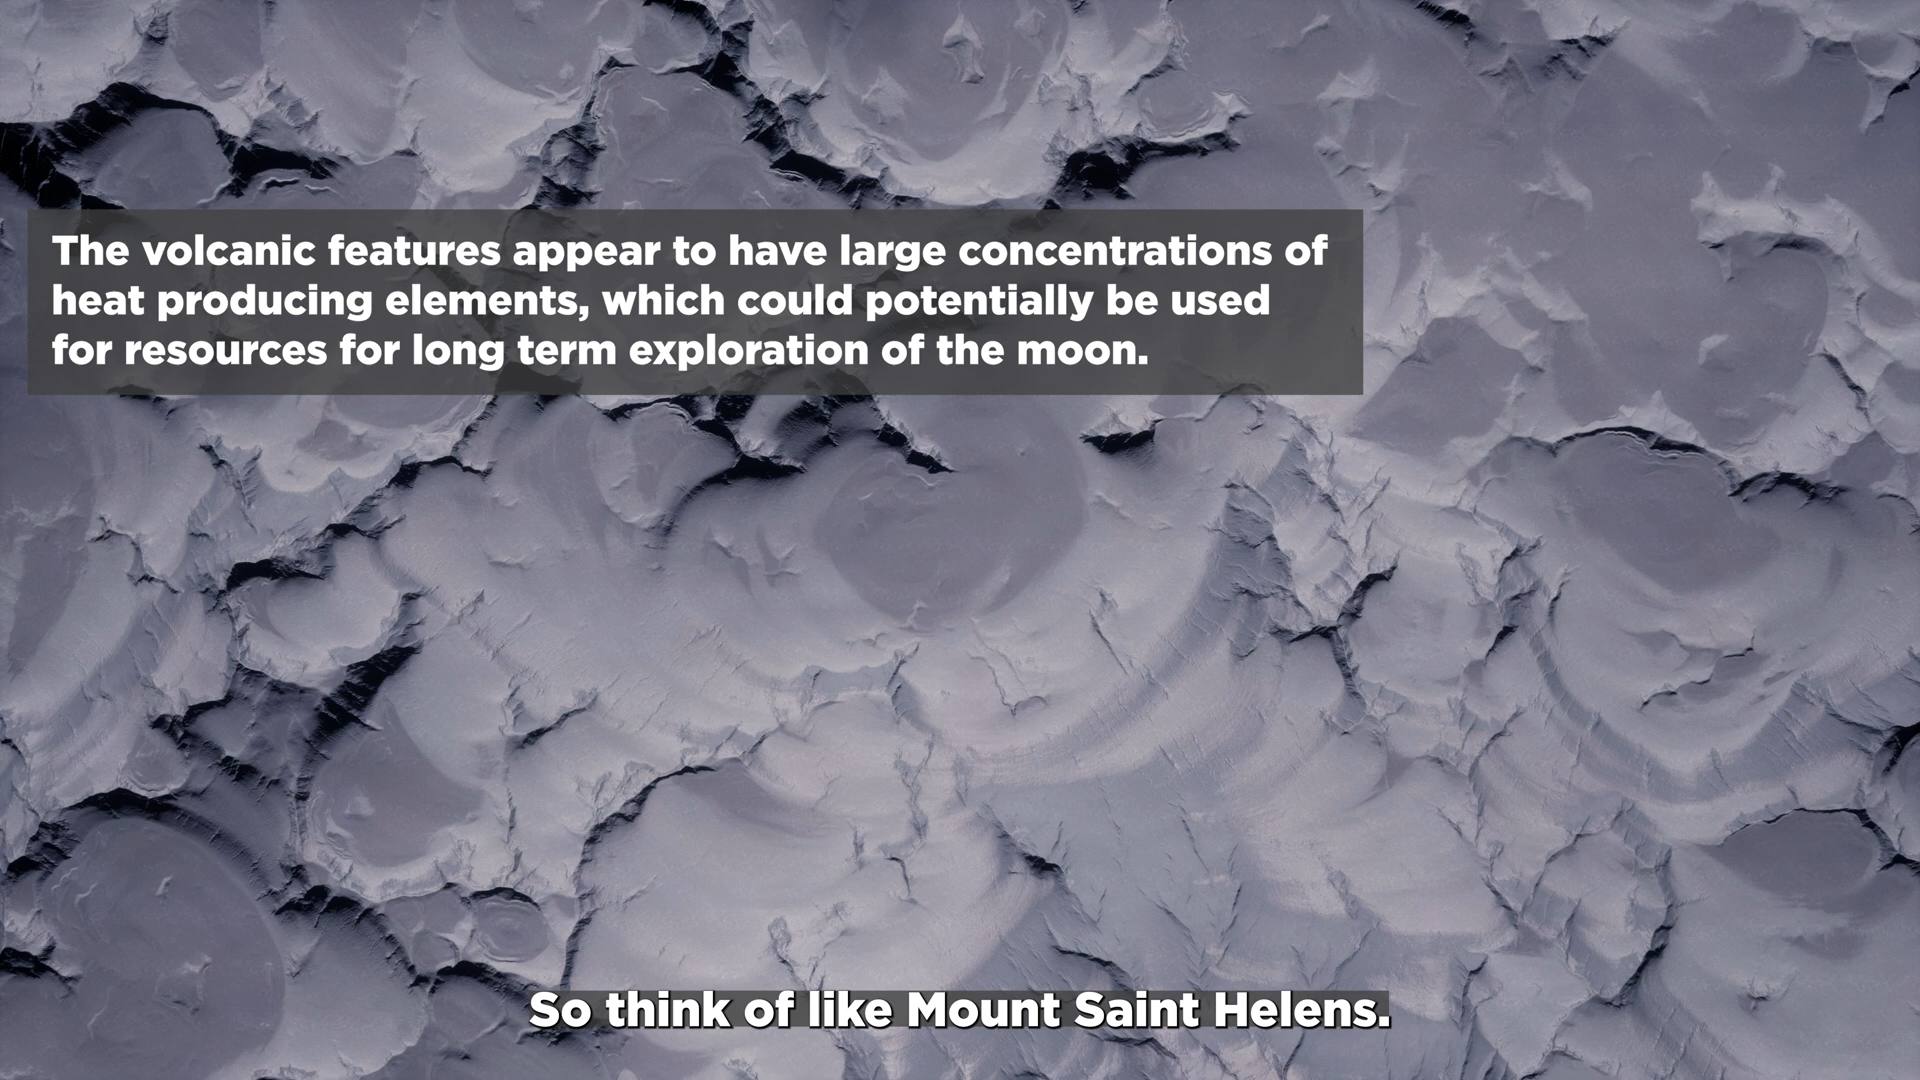 The volcanic features appear to have large concentrations of
heat producing elements, which could potentially be used
for resources for long term exploration of the moon.
So think of like Mount Saint Helens.